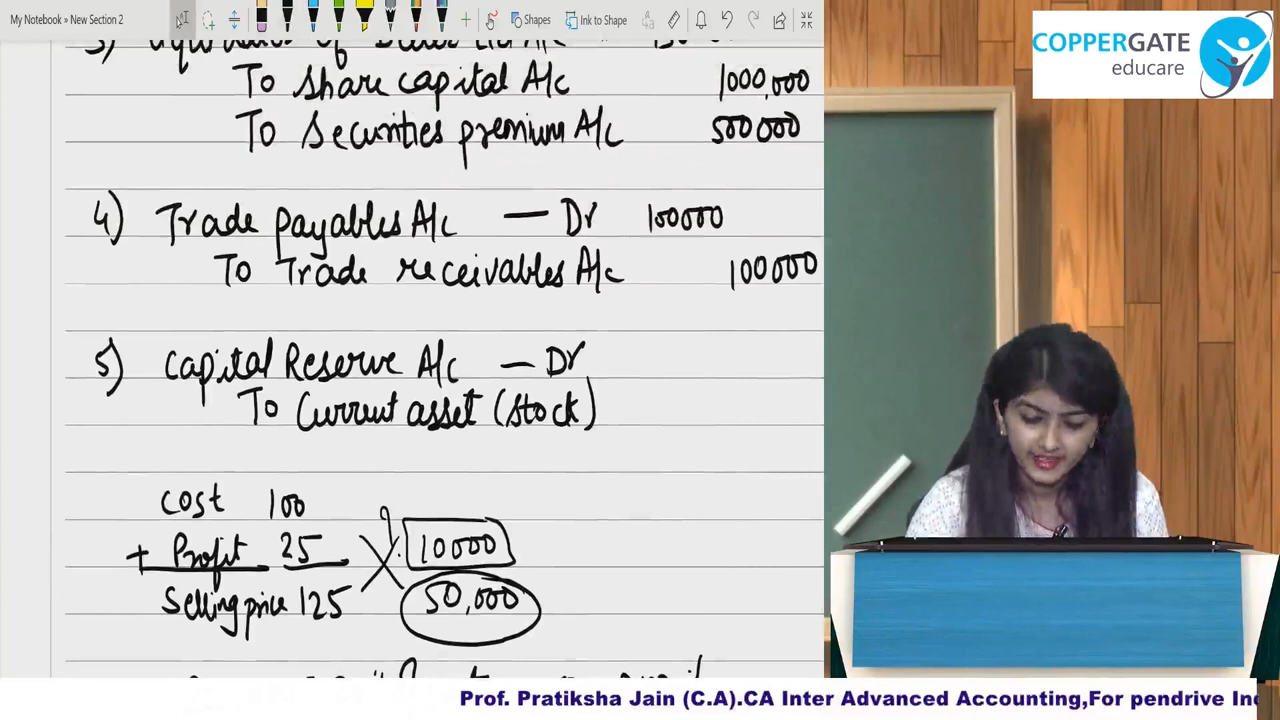 My Notebook » New Section 2
Shapes
Ink to Shape
COPPERGATE
educare
3)
To share capital A/c 1000,000
To Securities premium A/c 500000
4) Trade payables A/c — Dr 100000
To Trade receivables A/c 100000
5) Capital Reserve A/c — Dr
To Current asset (stock)
Cost 100
+ Profit 25 10000
Selling price 125 50,000
Prof. Pratiksha Jain (C.A).CA Inter Advanced Accounting,For pendrive